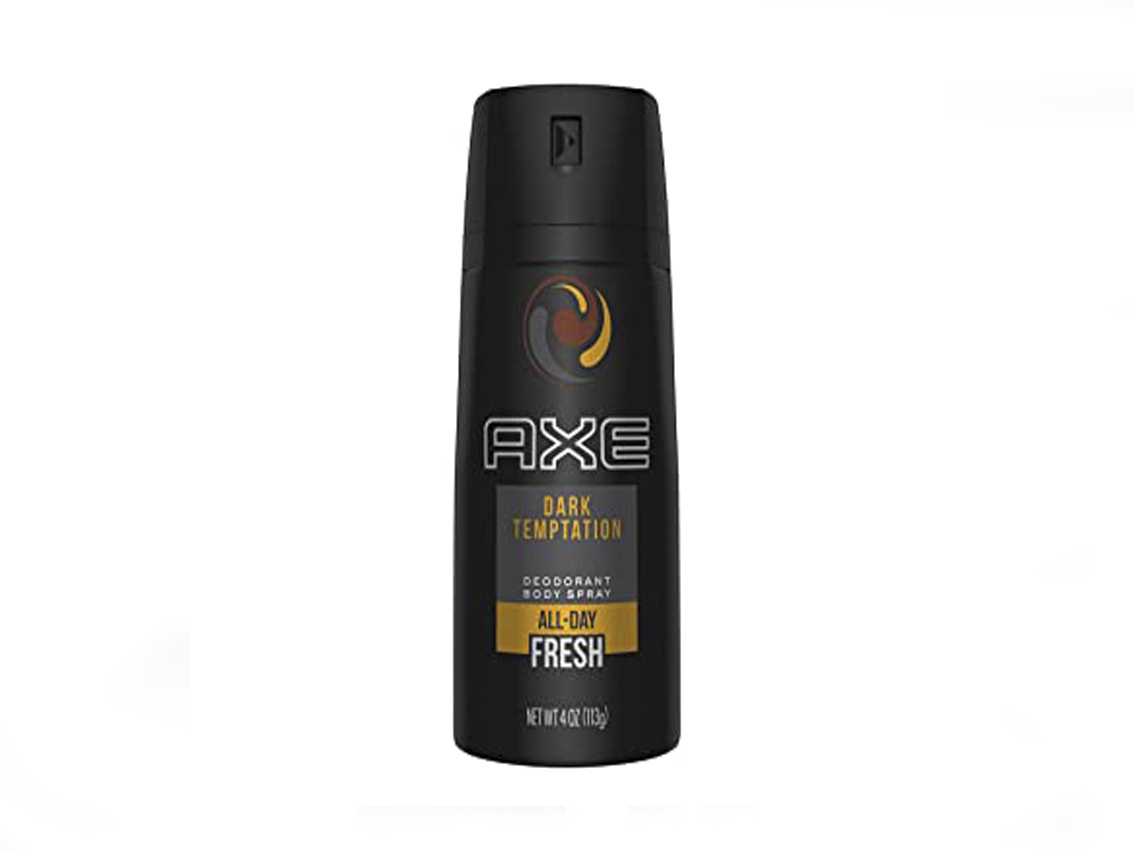 AXE
DARK
TEMPTATION
DEODORANT
BODY SPRAY
ALL-DAY
FRESH
NET WT 4 OZ (113g)